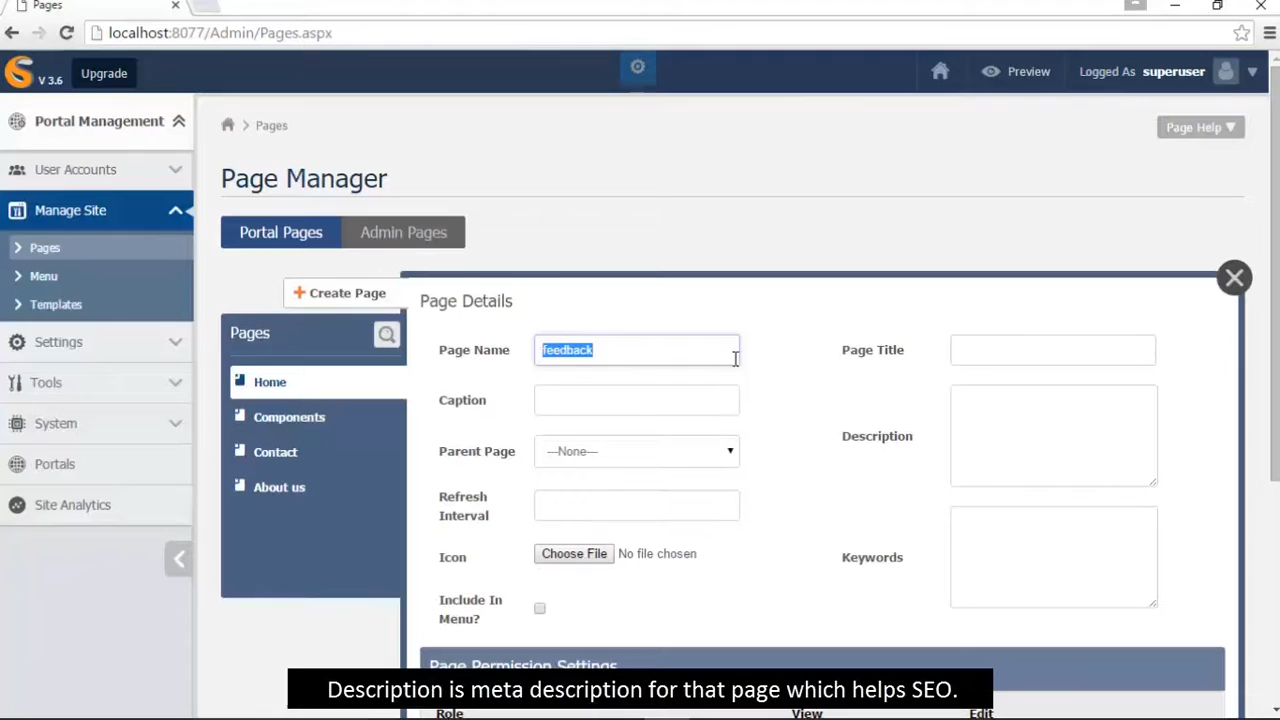 Pages
localhost:8077/Admin/Pages.aspx
V 3.6
Upgrade
Preview
Logged As superuser
Portal Management
Pages
Page Help ▼
User Accounts
Page Manager
Manage Site
Portal Pages
Admin Pages
Pages
Menu
Create Page
Page Details
Templates
Pages
Settings
Page Name
feedback
Page Title
Home
Tools
Caption
Components
System
Description
Contact
Parent Page
---None---
Portals
About us
Refresh
Interval
Site Analytics
Icon
Choose File
No file chosen
Keywords
Include In
Menu?
Page Permission Settings
Description is meta description for that page which helps SEO.
Role
View
Edit